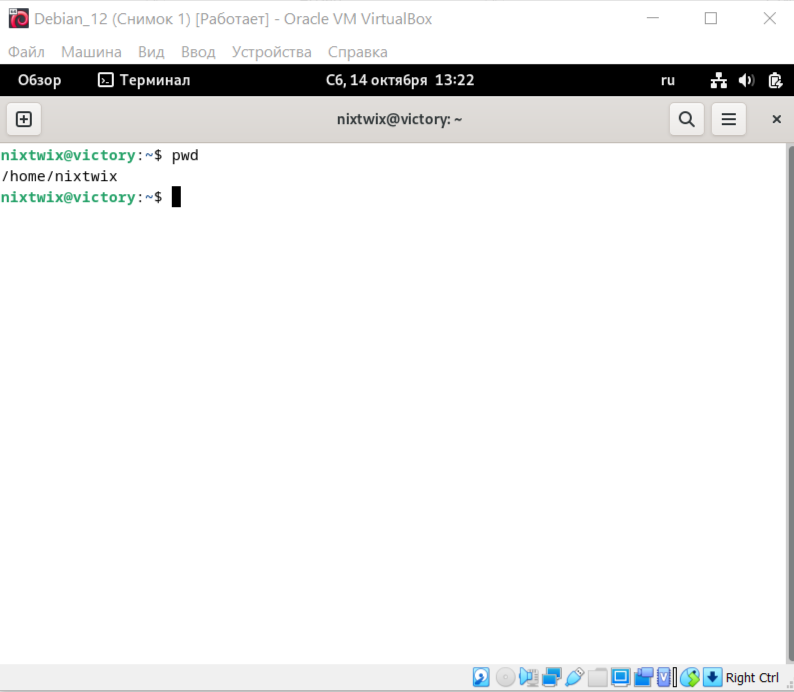 Debian_12 (Снимок 1) [Работает] - Oracle VM VirtualBox
Файл Машина Вид Ввод Устройства Справка
Обзор Терминал Сб, 14 октября 13:22 ru
nixtwix@victory: ~
nixtwix@victory:~$ pwd
/home/nixtwix
nixtwix@victory:~$
Right Ctrl